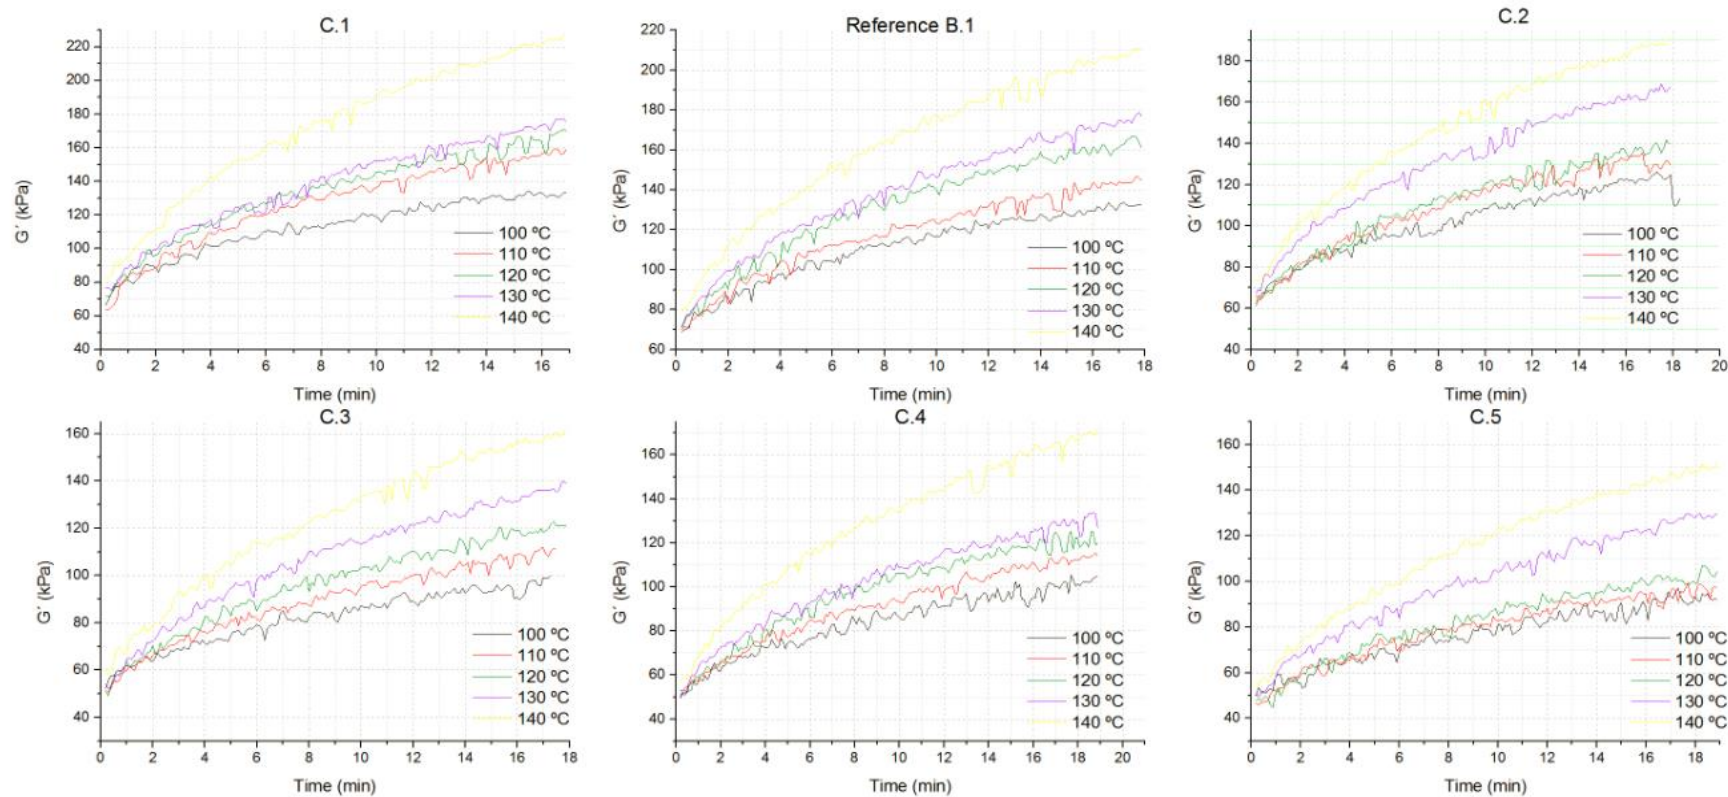 C.1
220
200
180
160
140
120
100
80
60
40
G´ (kPa)
0 2 4 6 8 10 12 14 16
Time (min)
100 ºC
110 ºC
120 ºC
130 ºC
140 ºC
Reference B.1
220
200
180
160
140
120
100
80
60
G´ (kPa)
0 2 4 6 8 10 12 14 16 18
Time (min)
100 ºC
110 ºC
120 ºC
130 ºC
140 ºC
C.2
180
160
140
120
100
80
60
40
G´ (kPa)
0 2 4 6 8 10 12 14 16 18 20
Time (min)
100 ºC
110 ºC
120 ºC
130 ºC
140 ºC
C.3
160
140
120
100
80
60
40
G´ (kPa)
0 2 4 6 8 10 12 14 16 18
Time (min)
100 ºC
110 ºC
120 ºC
130 ºC
140 ºC
C.4
160
140
120
100
80
60
40
G´ (kPa)
0 2 4 6 8 10 12 14 16 18 20
Time (min)
100 ºC
110 ºC
120 ºC
130 ºC
140 ºC
C.5
160
140
120
100
80
60
40
G´ (kPa)
0 2 4 6 8 10 12 14 16 18
Time (min)
100 ºC
110 ºC
120 ºC
130 ºC
140 ºC